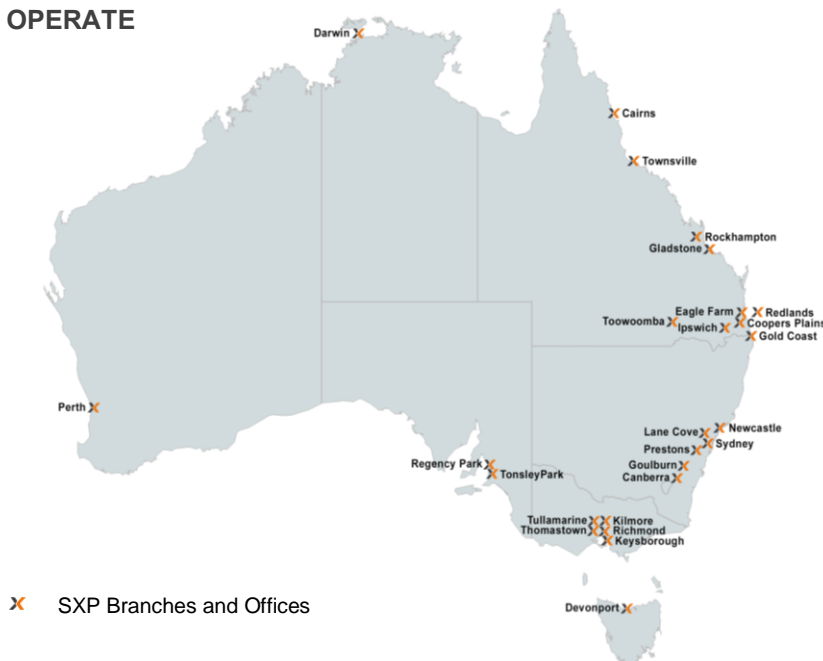 OPERATE
Darwin
Cairns
Townsville
Rockhampton
Gladstone
Eagle Farm
Redlands
Toowoomba
Ipswich
Coopers Plains
Gold Coast
Perth
Newcastle
Lane Cove
Sydney
Prestons
Regency Park
Goulburn
TonsleyPark
Canberra
Tullamarine
Kilmore
Thomastown
Richmond
Keysborough
SXP Branches and Offices
Devonport